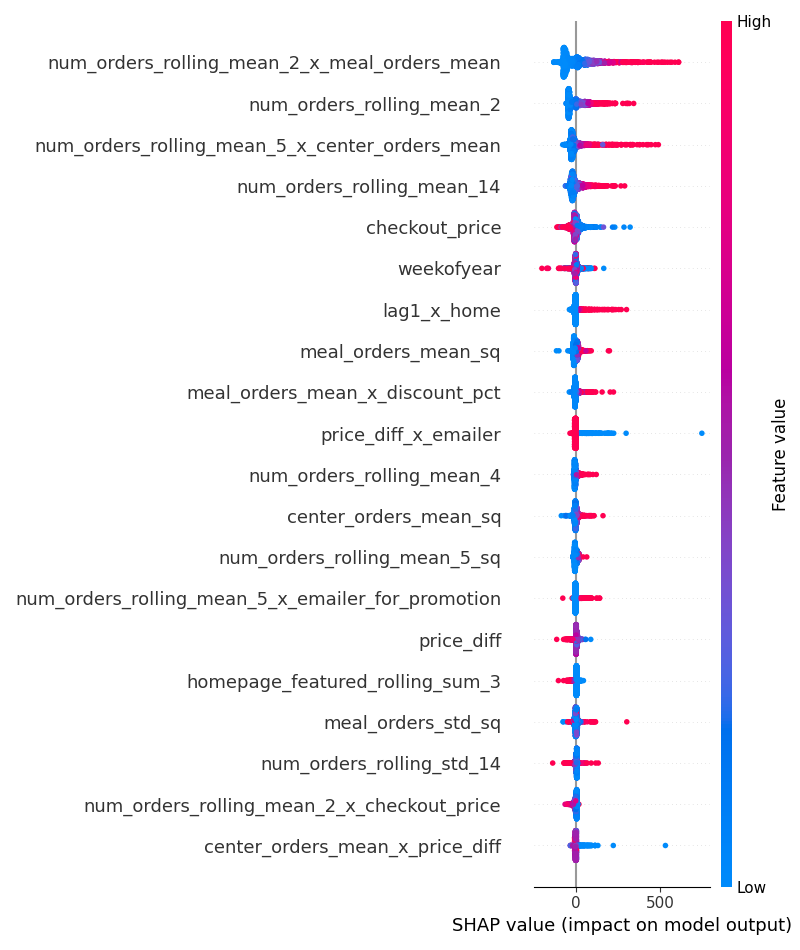 High
num_orders_rolling_mean_2_x_meal_orders_mean
num_orders_rolling_mean_2
num_orders_rolling_mean_5_x_center_orders_mean
num_orders_rolling_mean_14
checkout_price
weekofyear
lag1_x_home
meal_orders_mean_sq
meal_orders_mean_x_discount_pct
price_diff_x_emailer
num_orders_rolling_mean_4
center_orders_mean_sq
num_orders_rolling_mean_5_sq
num_orders_rolling_mean_5_x_emailer_for_promotion
price_diff
homepage_featured_rolling_sum_3
meal_orders_std_sq
num_orders_rolling_std_14
num_orders_rolling_mean_2_x_checkout_price
center_orders_mean_x_price_diff
Feature value
Low
0 500
SHAP value (impact on model output)